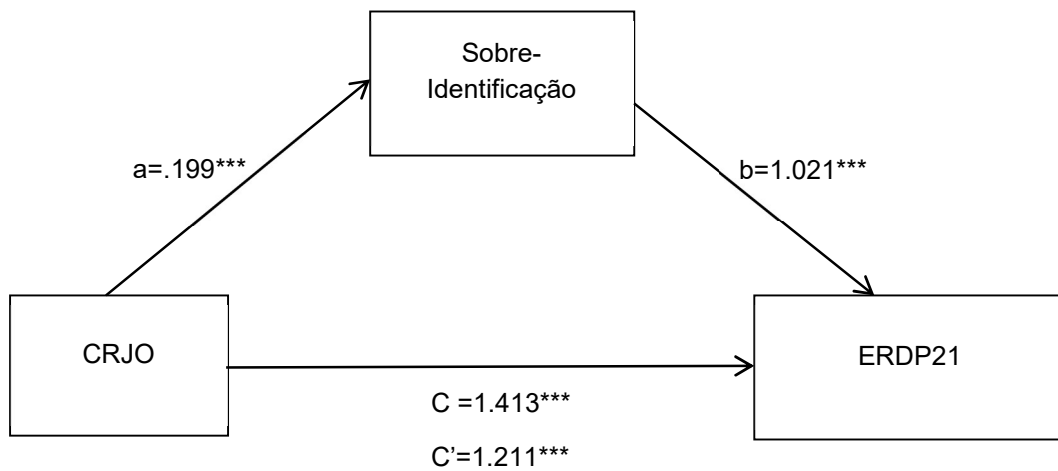 Sobre-
Identificação
a=.199***
b=1.021***
CRJO
ERDP21
C =1.413***
C’=1.211***